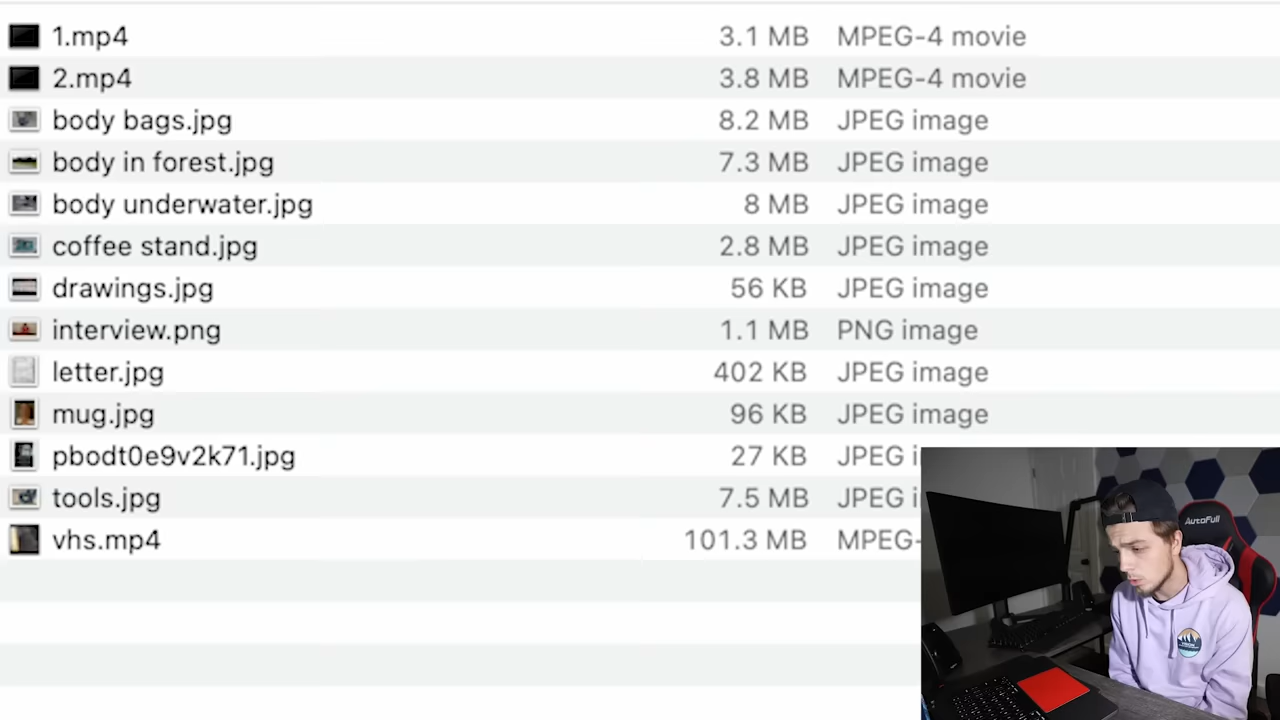 1.mp4 3.1 MB MPEG-4 movie
2.mp4 3.8 MB MPEG-4 movie
body bags.jpg 8.2 MB JPEG image
body in forest.jpg 7.3 MB JPEG image
body underwater.jpg 8 MB JPEG image
coffee stand.jpg 2.8 MB JPEG image
drawings.jpg 56 KB JPEG image
interview.png 1.1 MB PNG image
letter.jpg 402 KB JPEG image
mug.jpg 96 KB JPEG image
pbodt0e9v2k71.jpg 27 KB JPEG i
tools.jpg 7.5 MB JPEG i
vhs.mp4 101.3 MB MPEG-
AutoFull